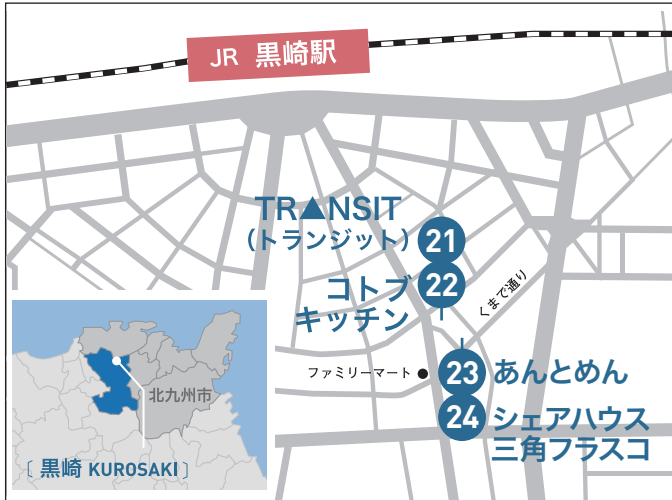 JR 黒崎駅
TR▲NSIT
（トランジット）
21
22
コトブ
キッチン
くまで通り
ファミリーマート
23
あんとめん
24
シェアハウス
三角フラスコ
北九州市
〔 黒崎 KUROSAKI 〕